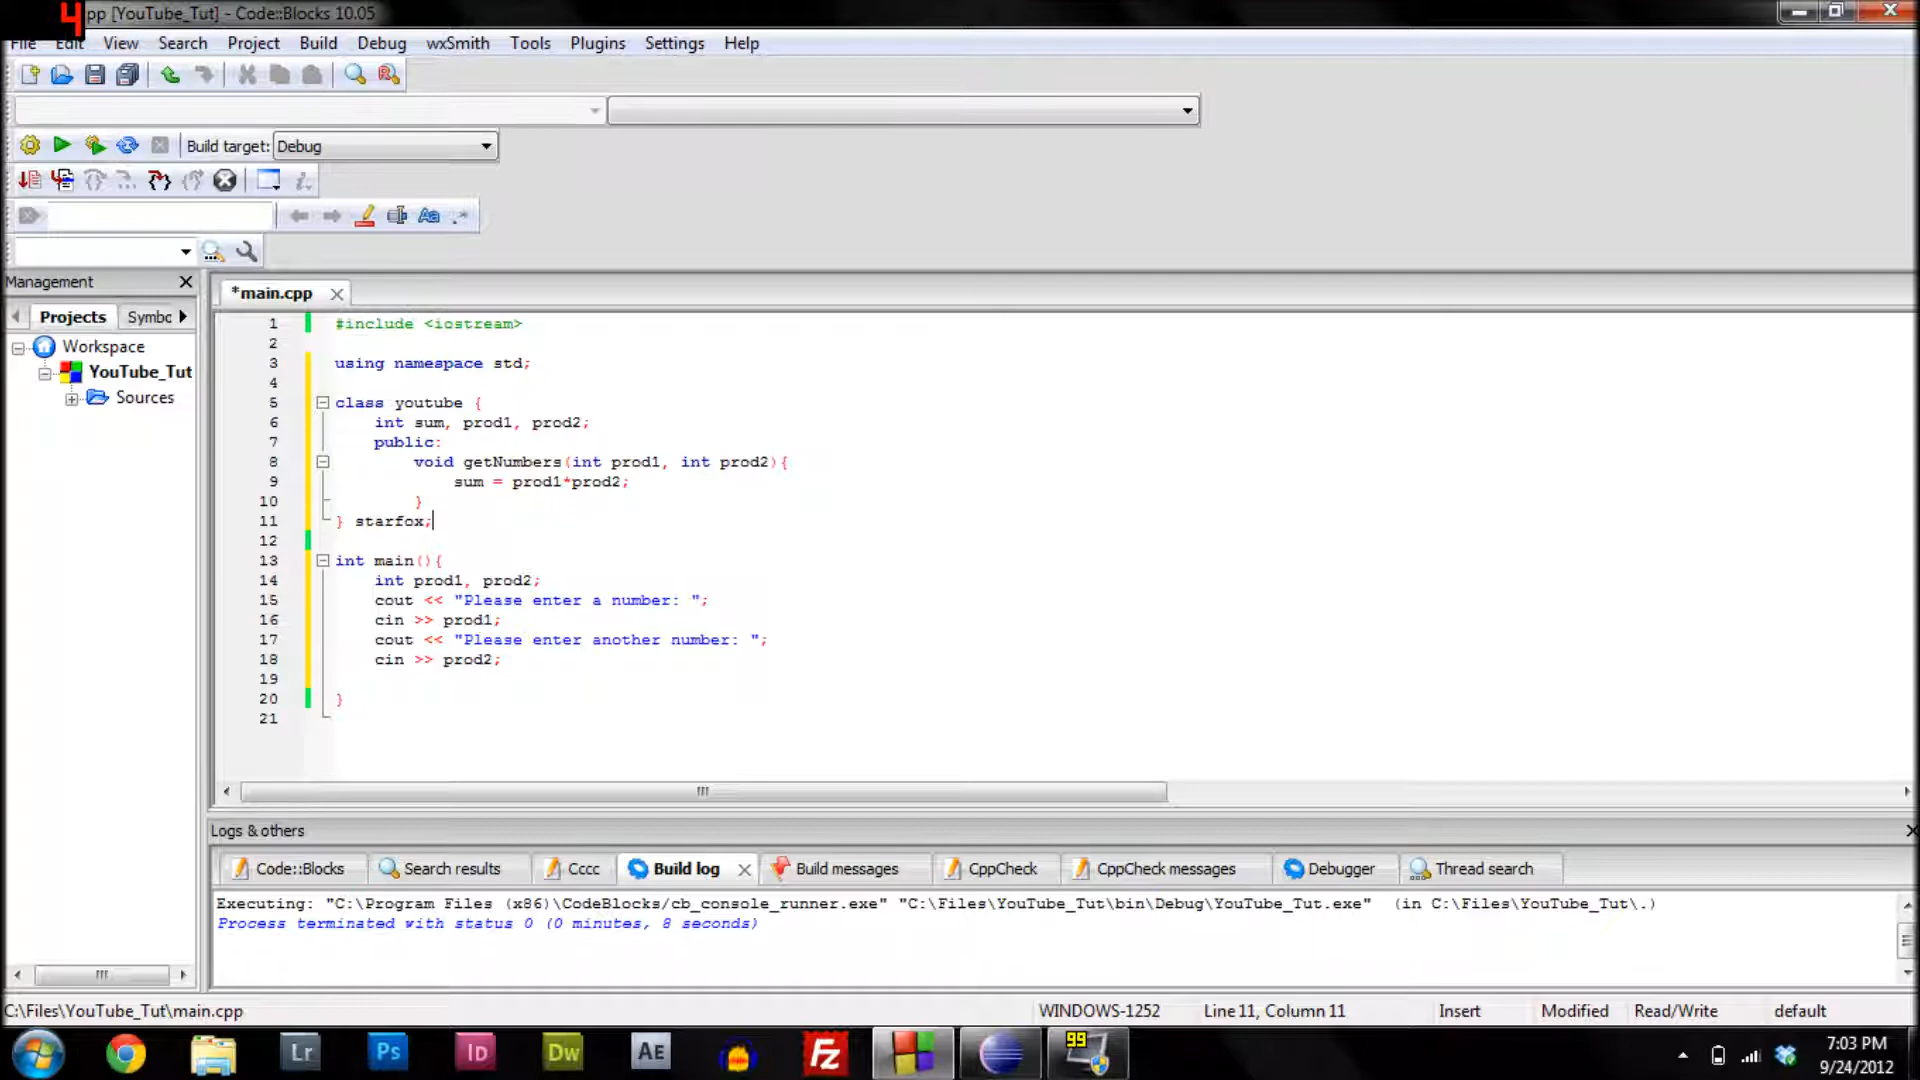 4
pp [YouTube_Tut] - Code::Blocks 10.05
File Edit View Search Project Build Debug wxSmith Tools Plugins Settings Help
Build target: Debug
Management
Projects Symbc
Workspace
YouTube_Tut
Sources
*main.cpp
1 #include <iostream>
2
3 using namespace std;
4
5 class youtube {
6 int sum, prod1, prod2;
7 public:
8 void getNumbers(int prod1, int prod2){
9 sum = prod1*prod2;
10 }
11 } starfox;
12
13 int main(){
14 int prod1, prod2;
15 cout << "Please enter a number: ";
16 cin >> prod1;
17 cout << "Please enter another number: ";
18 cin >> prod2;
19
20 }
21
Logs & others
Code::Blocks Search results Cccc Build log Build messages CppCheck CppCheck messages Debugger Thread search
Executing: "C:\Program Files (x86)\CodeBlocks/cb_console_runner.exe" "C:\Files\YouTube_Tut\bin\Debug\YouTube_Tut.exe" (in C:\Files\YouTube_Tut\.)
Process terminated with status 0 (0 minutes, 8 seconds)
C:\Files\YouTube_Tut\main.cpp WINDOWS-1252 Line 11, Column 11 Insert Modified Read/Write default
Lr Ps Id Dw AE Fz 99
7:03 PM
9/24/2012